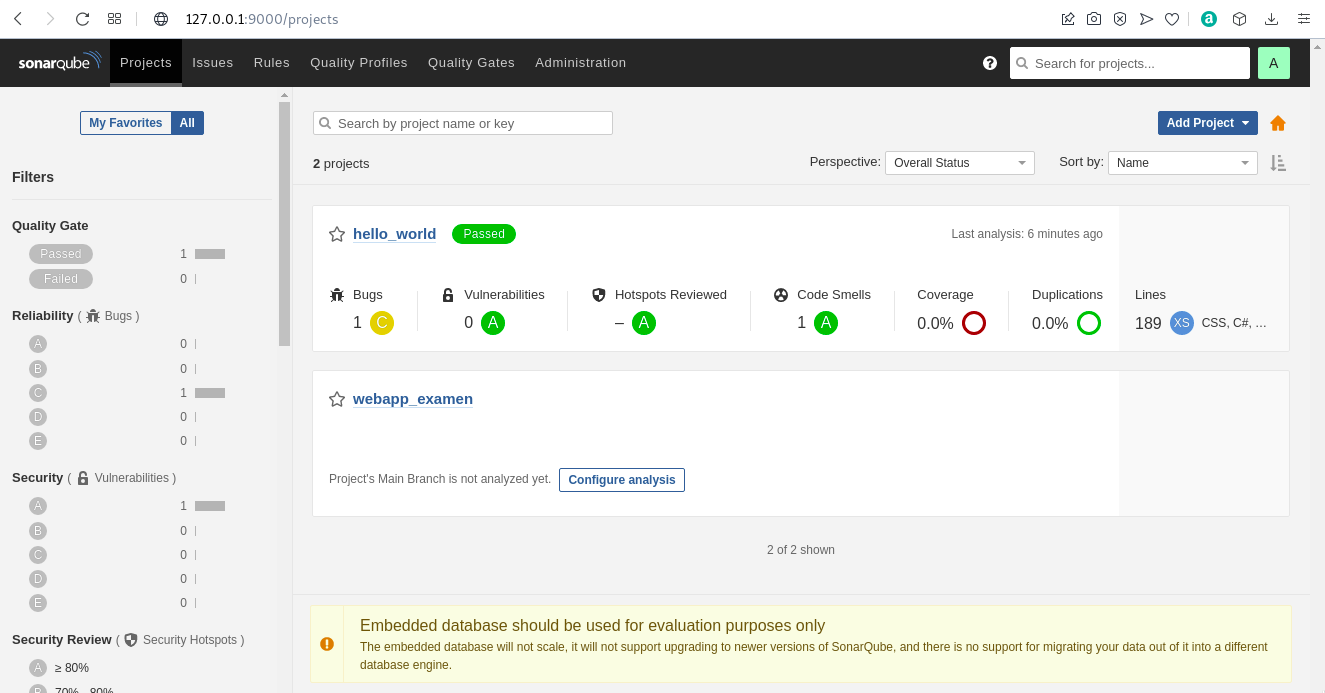 127.0.0.1:9000/projects
sonarqube Projects Issues Rules Quality Profiles Quality Gates Administration ? Search for projects... A
My Favorites All
Filters
Quality Gate
Passed 1
Failed 0
Reliability ( Bugs )
A 0
B 0
C 1
D 0
E 0
Security ( Vulnerabilities )
A 1
B 0
C 0
D 0
E 0
Security Review ( Security Hotspots )
A ≥ 80%
B 70% - 80%
Search by project name or key
Add Project
2 projects
Perspective: Overall Status Sort by: Name
hello_world Passed Last analysis: 6 minutes ago
Bugs Vulnerabilities Hotspots Reviewed Code Smells Coverage Duplications Lines
1 C 0 A – A 1 A 0.0% 0.0% 189 XS CSS, C#, ...
webapp_examen
Project's Main Branch is not analyzed yet. Configure analysis
2 of 2 shown
Embedded database should be used for evaluation purposes only
The embedded database will not scale, it will not support upgrading to newer versions of SonarQube, and there is no support for migrating your data out of it into a different
database engine.